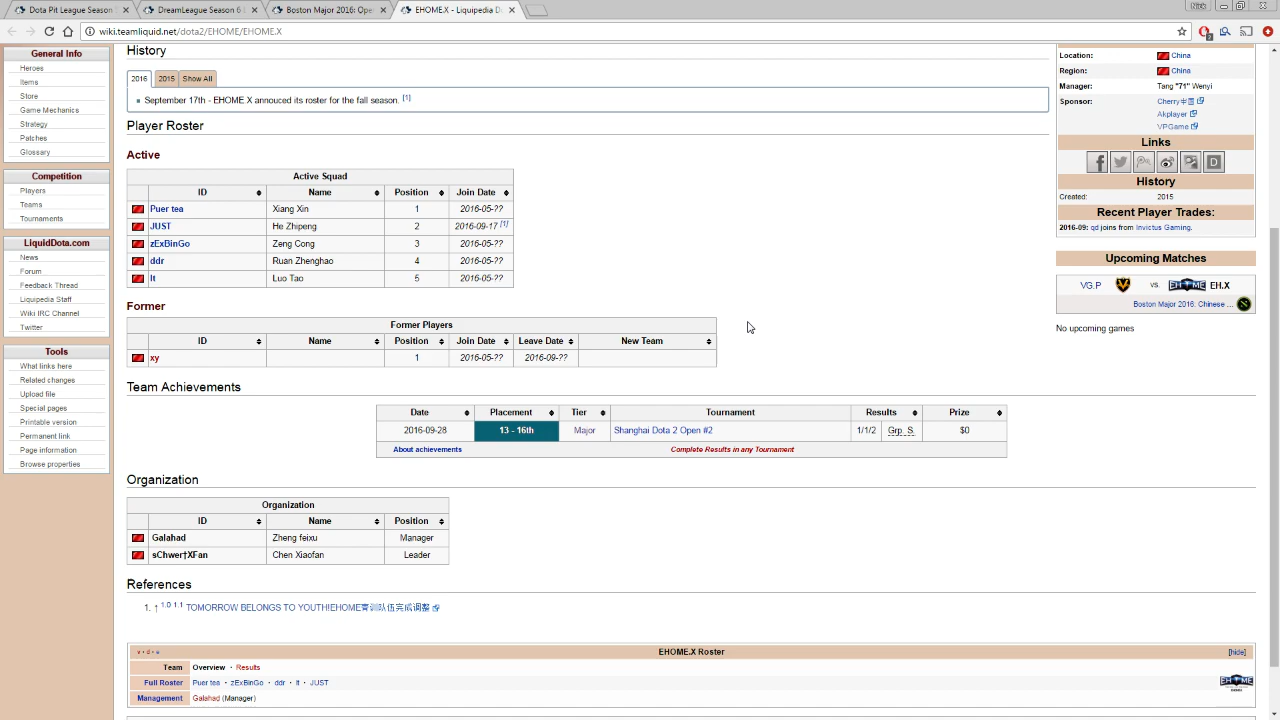 Dota Pit League Season
DreamLeague Season 6
Boston Major 2016: Ope
EHOME.X - Liquipedia D
wiki.teamliquid.net/dota2/EHOME/EHOME.X
General Info
Heroes
Items
Store
Game Mechanics
Strategy
Patches
Glossary
Competition
Players
Teams
Tournaments
LiquidDota.com
News
Forum
Feedback Thread
Liquipedia Staff
Wiki IRC Channel
Twitter
Tools
What links here
Related changes
Upload file
Special pages
Printable version
Permanent link
Page information
Browse properties
History
2016 2015 Show All
September 17th - EHOME.X annouced its roster for the fall season. [1]
Player Roster
Active
Active Squad
ID Name Position Join Date
Puer tea Xiang Xin 1 2016-05-??
JUST He Zhipeng 2 2016-09-17 [1]
zExBinGo Zeng Cong 3 2016-05-??
ddr Ruan Zhenghao 4 2016-05-??
lt Luo Tao 5 2016-05-??
Former
Former Players
ID Name Position Join Date Leave Date New Team
xy 1 2016-05-?? 2016-09-??
Team Achievements
Date Placement Tier Tournament Results Prize
2016-09-28 13 - 16th Major Shanghai Dota 2 Open #2 1/1/2 Grp. S. $0
About achievements Complete Results in any Tournament
Organization
Organization
ID Name Position
Galahad Zheng feixu Manager
sChwer†XFan Chen Xiaofan Leader
References
1. ↑ 1.0 1.1 TOMORROW BELONGS TO YOUTH!EHOME青训队伍完成调整
v · d · e EHOME.X Roster [hide]
Team Overview · Results
Full Roster Puer tea · zExBinGo · ddr · lt · JUST
Management Galahad (Manager)
EHOME
Location: China
Region: China
Manager: Tang "71" Wenyi
Sponsor: Cherry中国
Akplayer
VPGame
Links
History
Created: 2015
Recent Player Trades:
2016-09: qd joins from Invictus Gaming.
Upcoming Matches
VG.P vs. EHOME EH.X
Boston Major 2016: Chinese ...
No upcoming games